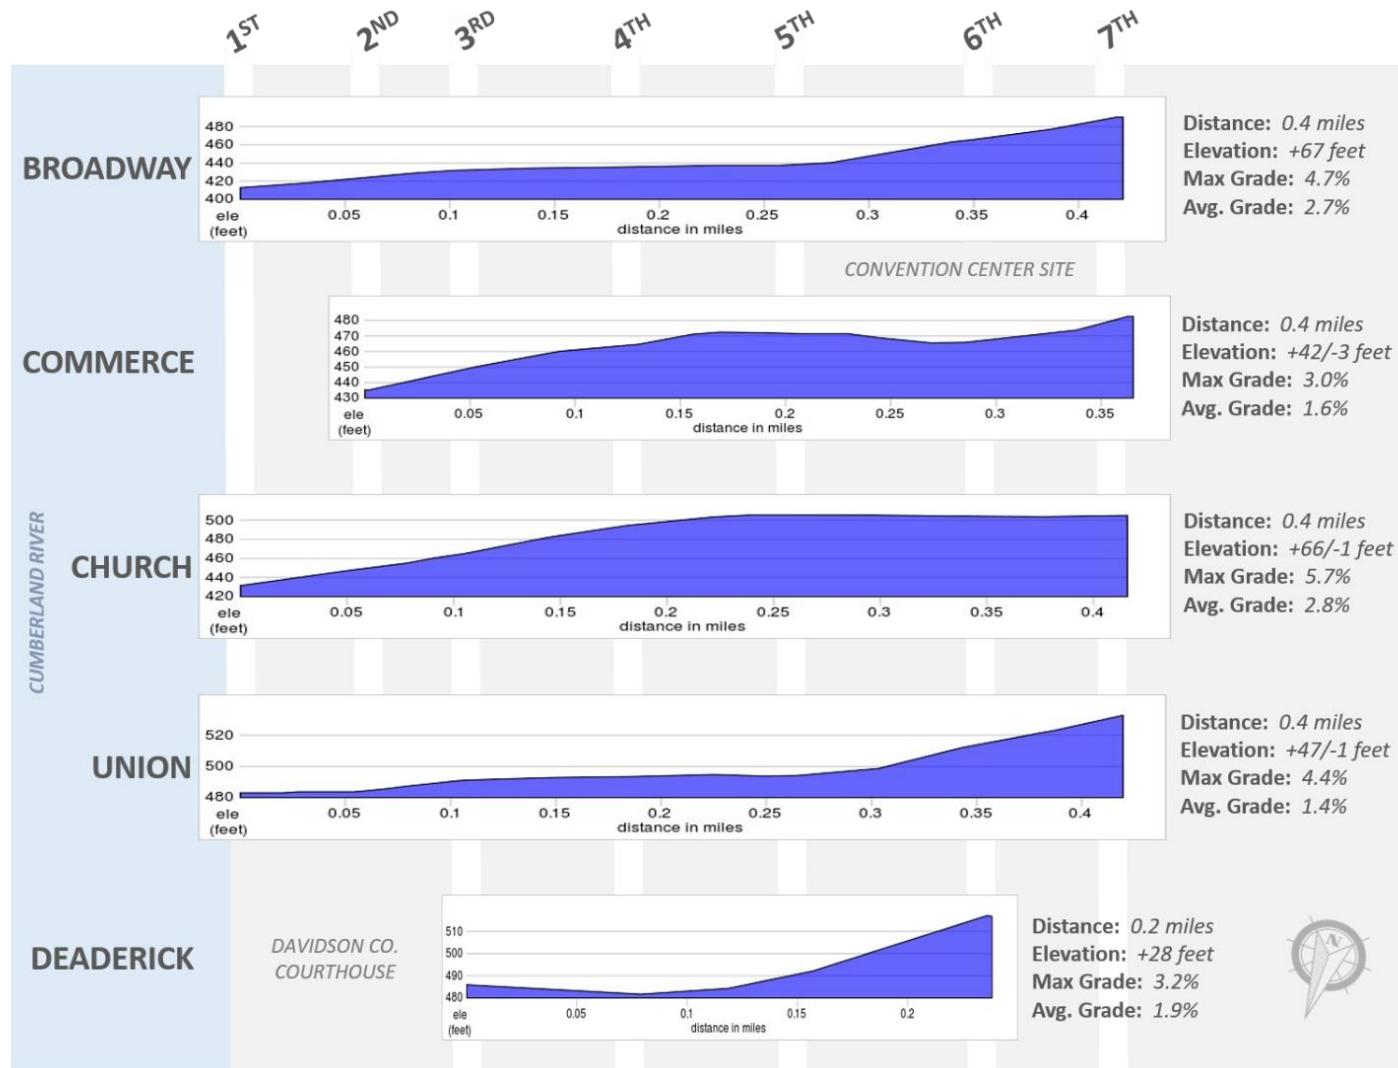 1ST 2ND 3RD 4TH 5TH 6TH 7TH
BROADWAY
480
460
440
420
400
ele
(feet)
0.05 0.1 0.15 0.2 0.25 0.3 0.35 0.4
distance in miles
Distance: 0.4 miles
Elevation: +67 feet
Max Grade: 4.7%
Avg. Grade: 2.7%
CONVENTION CENTER SITE
COMMERCE
480
470
460
450
440
430
ele
(feet)
0.05 0.1 0.15 0.2 0.25 0.3 0.35
distance in miles
Distance: 0.4 miles
Elevation: +42/-3 feet
Max Grade: 3.0%
Avg. Grade: 1.6%
CUMBERLAND RIVER
CHURCH
500
480
460
440
420
ele
(feet)
0.05 0.1 0.15 0.2 0.25 0.3 0.35 0.4
distance in miles
Distance: 0.4 miles
Elevation: +66/-1 feet
Max Grade: 5.7%
Avg. Grade: 2.8%
UNION
520
500
480
ele
(feet)
0.05 0.1 0.15 0.2 0.25 0.3 0.35 0.4
distance in miles
Distance: 0.4 miles
Elevation: +47/-1 feet
Max Grade: 4.4%
Avg. Grade: 1.4%
DEADERICK
DAVIDSON CO.
COURTHOUSE
510
500
490
480
ele
(feet)
0.05 0.1 0.15 0.2
distance in miles
Distance: 0.2 miles
Elevation: +28 feet
Max Grade: 3.2%
Avg. Grade: 1.9%
N